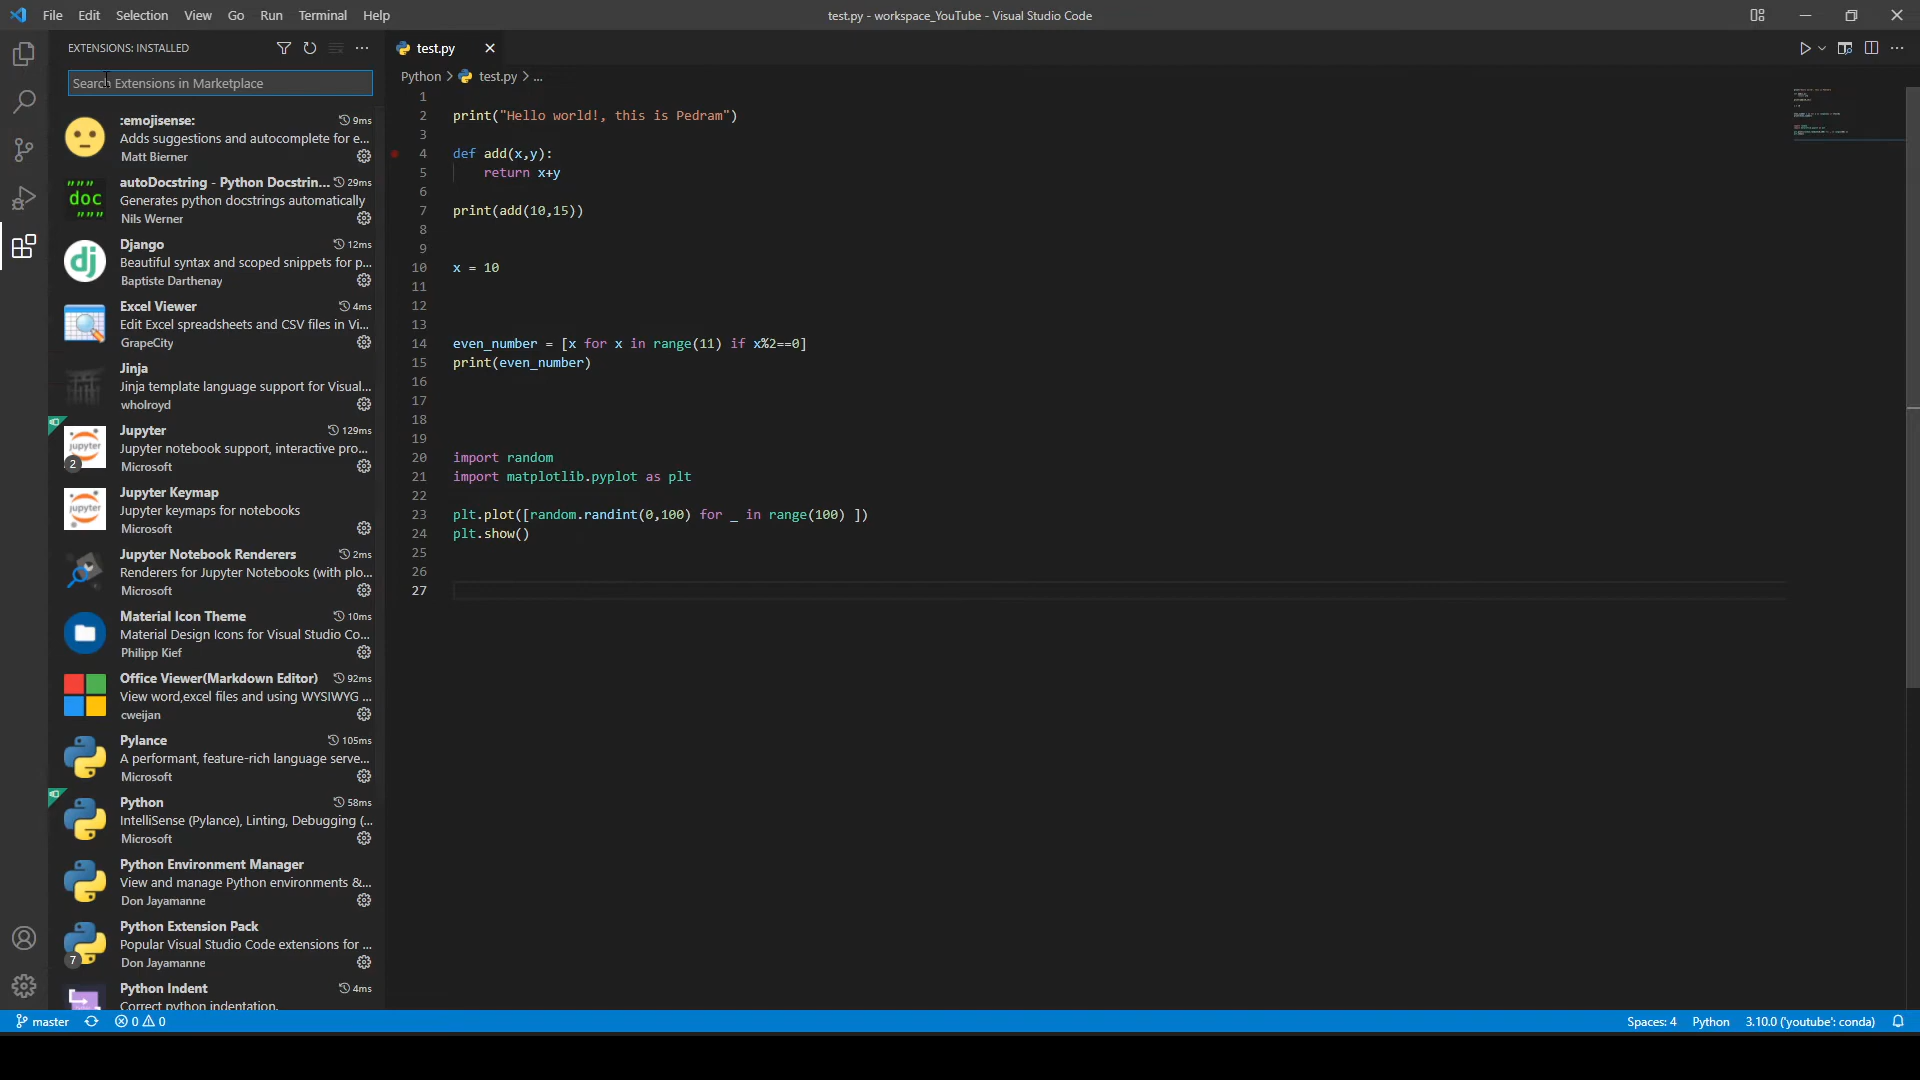 File Edit Selection View Go Run Terminal Help
test.py - workspace_YouTube - Visual Studio Code
EXTENSIONS: INSTALLED
Search Extensions in Marketplace
:emojisense: 9ms
Adds suggestions and autocomplete for e...
Matt Bierner
""" doc """
autoDocstring - Python Docstrin... 29ms
Generates python docstrings automatically
Nils Werner
dj
Django 12ms
Beautiful syntax and scoped snippets for p...
Baptiste Darthenay
Excel Viewer 4ms
Edit Excel spreadsheets and CSV files in Vi...
GrapeCity
Jinja
Jinja template language support for Visual...
wholroyd
jupyter
2
Jupyter 129ms
Jupyter notebook support, interactive pro...
Microsoft
jupyter
Jupyter Keymap
Jupyter keymaps for notebooks
Microsoft
Jupyter Notebook Renderers 2ms
Renderers for Jupyter Notebooks (with plo...
Microsoft
Material Icon Theme 10ms
Material Design Icons for Visual Studio Co...
Philipp Kief
Office Viewer(Markdown Editor) 92ms
View word,excel files and using WYSIWYG ...
cweijan
Pylance 105ms
A performant, feature-rich language serve...
Microsoft
Python 58ms
IntelliSense (Pylance), Linting, Debugging (...
Microsoft
Python Environment Manager
View and manage Python environments &...
Don Jayamanne
7
Python Extension Pack
Popular Visual Studio Code extensions for ...
Don Jayamanne
Python Indent 4ms
Correct python indentation.
test.py
Python > test.py > ...
1
2 print("Hello world!, this is Pedram")
3
4 def add(x,y):
5 return x+y
6
7 print(add(10,15))
8
9
10 x = 10
11
12
13
14 even_number = [x for x in range(11) if x%2==0]
15 print(even_number)
16
17
18
19
20 import random
21 import matplotlib.pyplot as plt
22
23 plt.plot([random.randint(0,100) for _ in range(100) ])
24 plt.show()
25
26
27
master 0 0
Spaces: 4 Python 3.10.0 ('youtube': conda)